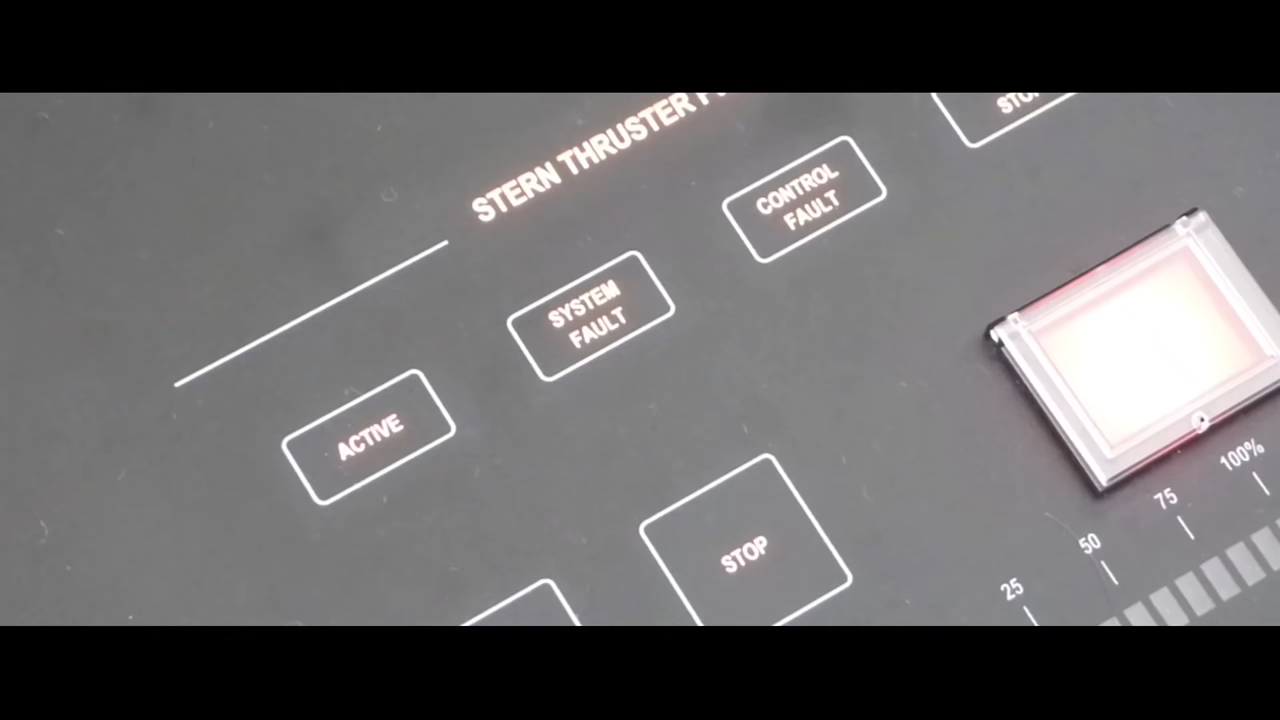 STERN THRUSTER
CONTROL
FAULT
SYSTEM
FAULT
ACTIVE
STOP
100%
75
50
25